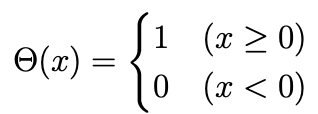 Θ(x) = { 1 (x ≥ 0)
0 (x < 0)